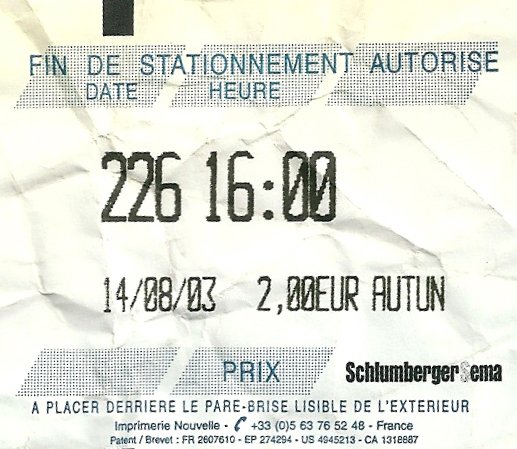 FIN DE STATIONNEMENT AUTORISE
DATE HEURE
226 16:00
14/08/03 2,00EUR AUTUN
PRIX SchlumbergerSema
A PLACER DERRIERE LE PARE-BRISE LISIBLE DE L'EXTERIEUR
Imprimerie Nouvelle - ✆ +33 (0)5 63 76 52 48 - France
Patent / Brevet : FR 2607610 - EP 274294 - US 4945213 - CA 1318687